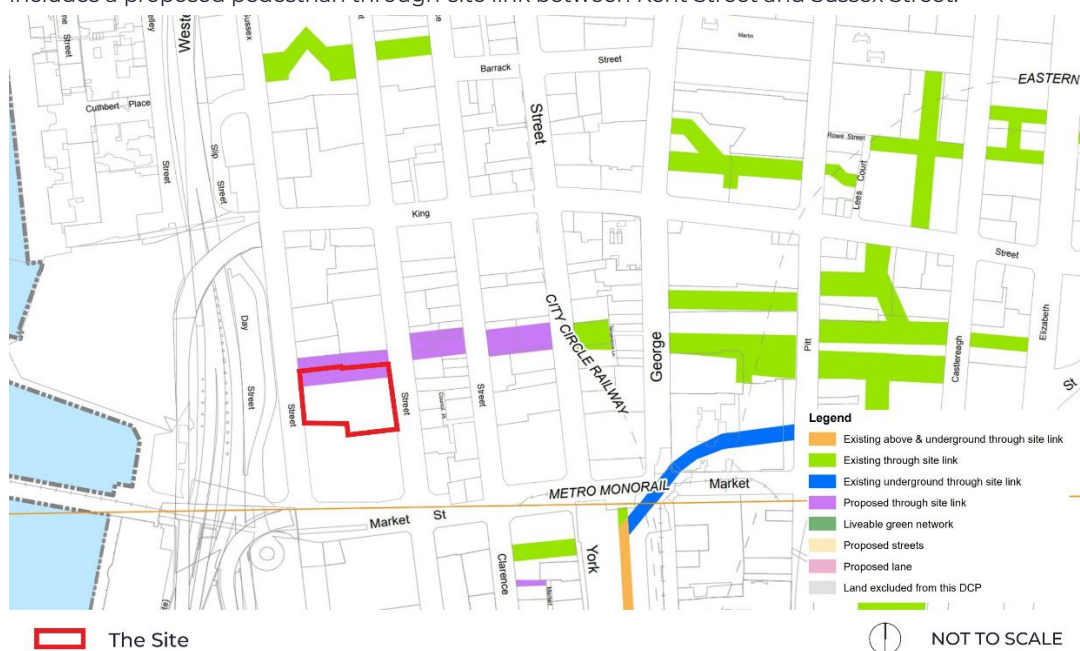 includes a proposed pedestrian through-site link between Kent Street and Sussex Street.
Street
Weste
Sussex
Barrack
Street
Martin
EASTERN
Cuthbert Place
Street
Slip
Street
Street
Street
Rowe Street
Lees Court
King
Street
Day
Street
CITY CIRCLE RAILWAY
George
Pitt
Castlereagh
Elizabeth
St
Street
Street
Street
Legend
Existing above & underground through site link
Existing through site link
Existing underground through site link
Proposed through site link
Liveable green network
Proposed streets
Proposed lane
Land excluded from this DCP
METRO MONORAIL
Market
Market St
Clarence
York
Market
The Site
NOT TO SCALE